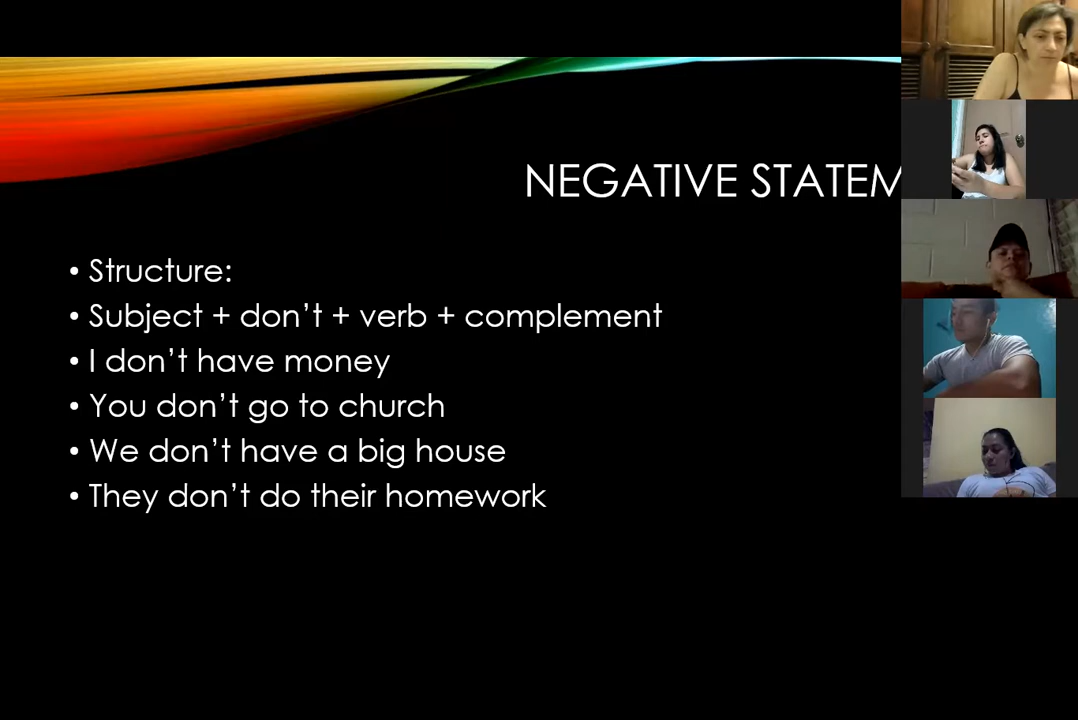 NEGATIVE STATEM
• Structure:
• Subject + don’t + verb + complement
• I don’t have money
• You don’t go to church
• We don’t have a big house
• They don’t do their homework